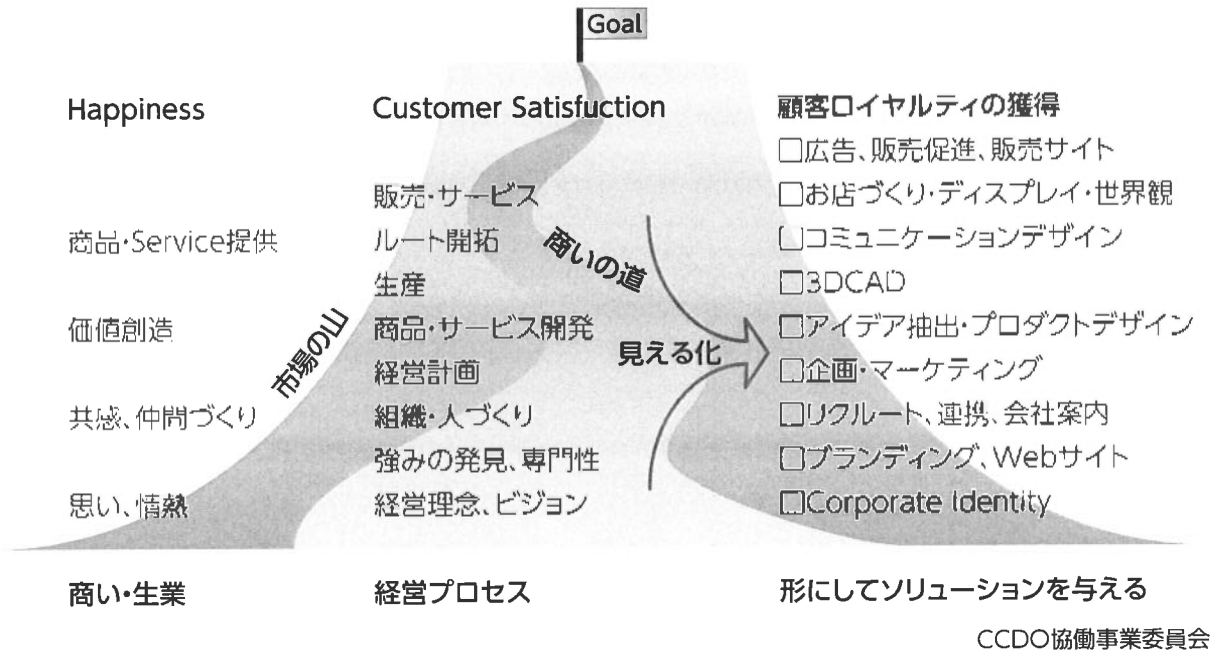 Goal
Happiness
Customer Satisfuction
顧客ロイヤルティの獲得
□広告、販売促進、販売サイト
販売・サービス
□お店づくり・ディスプレイ・世界観
商品・Service提供
ルート開拓
□コミュニケーションデザイン
商いの道
生産
□3DCAD
価値創造
市場の山
商品・サービス開発
□アイデア抽出・プロダクトデザイン
見える化
経営計画
□企画・マーケティング
共感、仲間づくり
組織・人づくり
□リクルート、連携、会社案内
強みの発見、専門性
□ブランディング、Webサイト
思い、情熱
経営理念、ビジョン
□Corporate Identity
商い・生業
経営プロセス
形にしてソリューションを与える
CCDO協働事業委員会